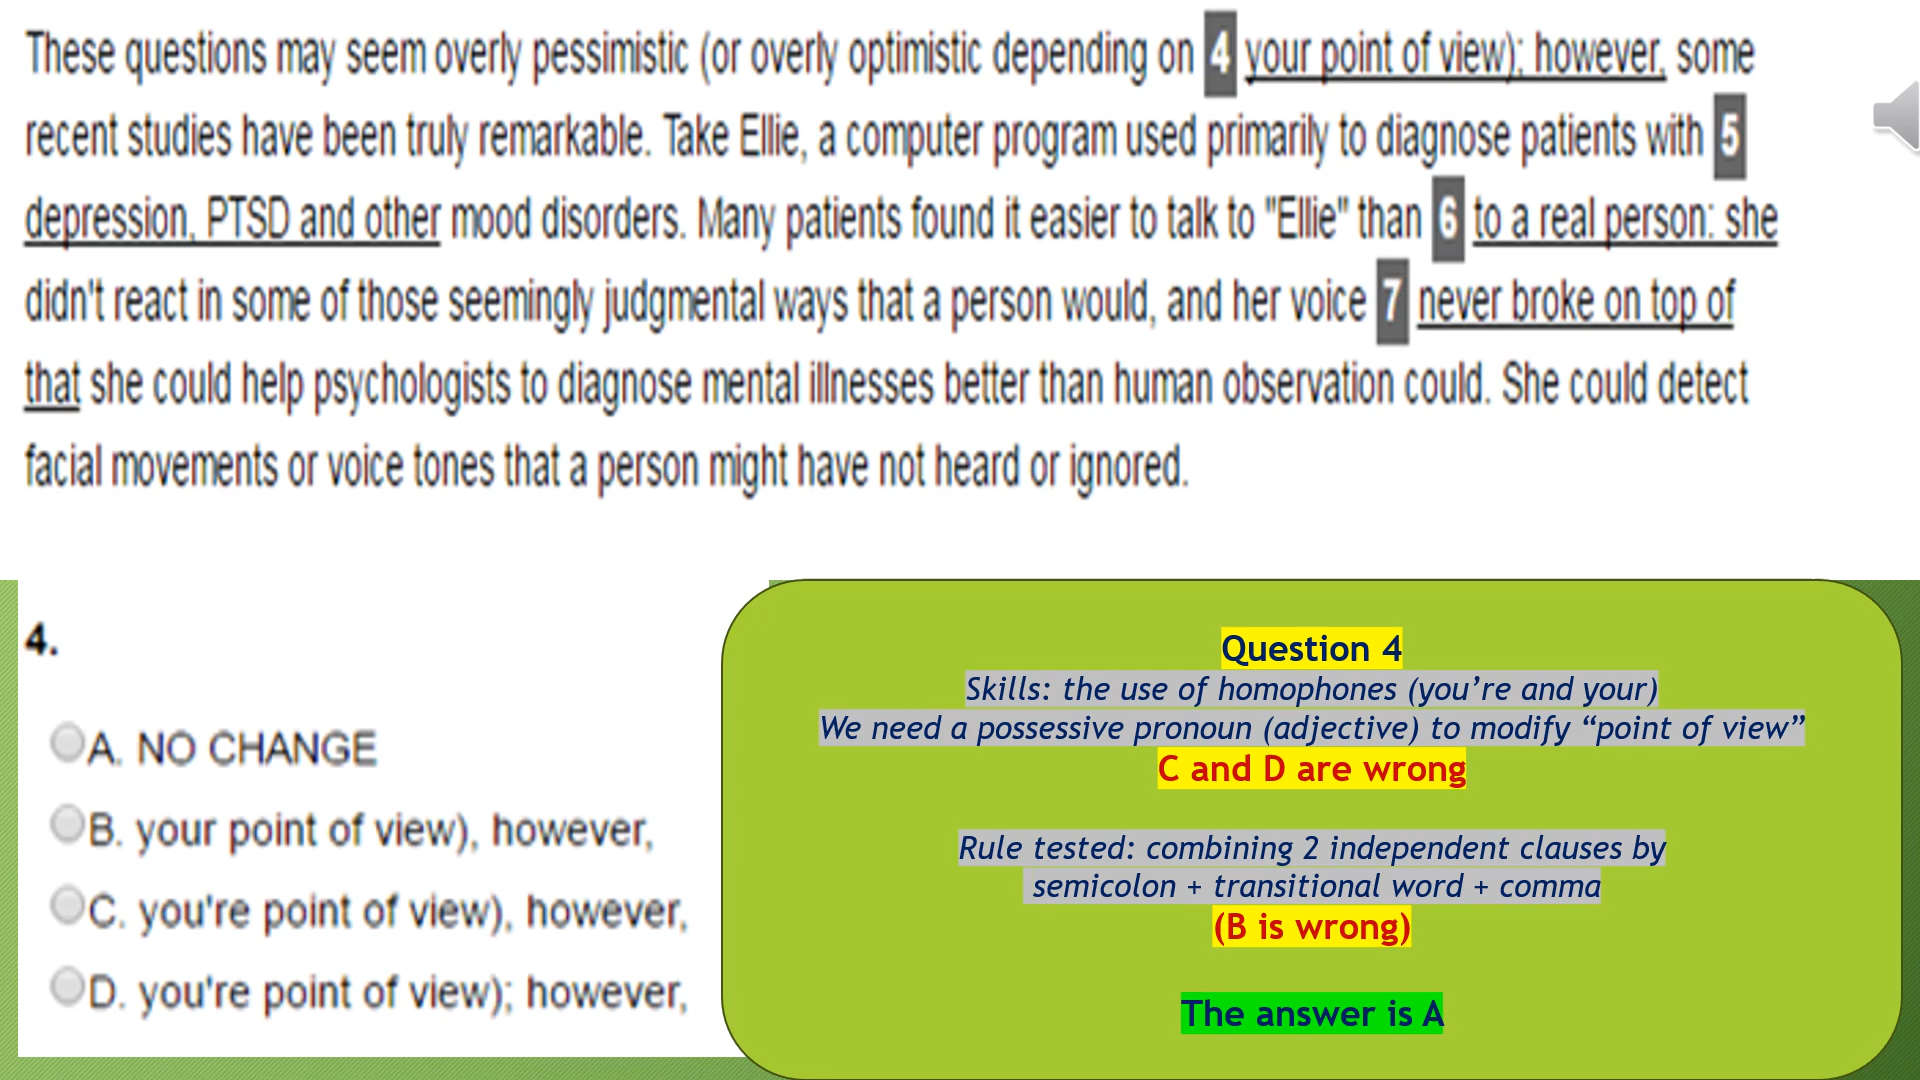 These questions may seem overly pessimistic (or overly optimistic depending on 4 your point of view); however, some
recent studies have been truly remarkable. Take Ellie, a computer program used primarily to diagnose patients with 5
depression, PTSD and other mood disorders. Many patients found it easier to talk to "Ellie" than 6 to a real person: she
didn't react in some of those seemingly judgmental ways that a person would, and her voice 7 never broke on top of
that she could help psychologists to diagnose mental illnesses better than human observation could. She could detect
facial movements or voice tones that a person might have not heard or ignored.
4.
A. NO CHANGE
B. your point of view), however,
C. you're point of view), however,
D. you're point of view); however,
Question 4
Skills: the use of homophones (you’re and your)
We need a possessive pronoun (adjective) to modify “point of view”
C and D are wrong
Rule tested: combining 2 independent clauses by
semicolon + transitional word + comma
(B is wrong)
The answer is A